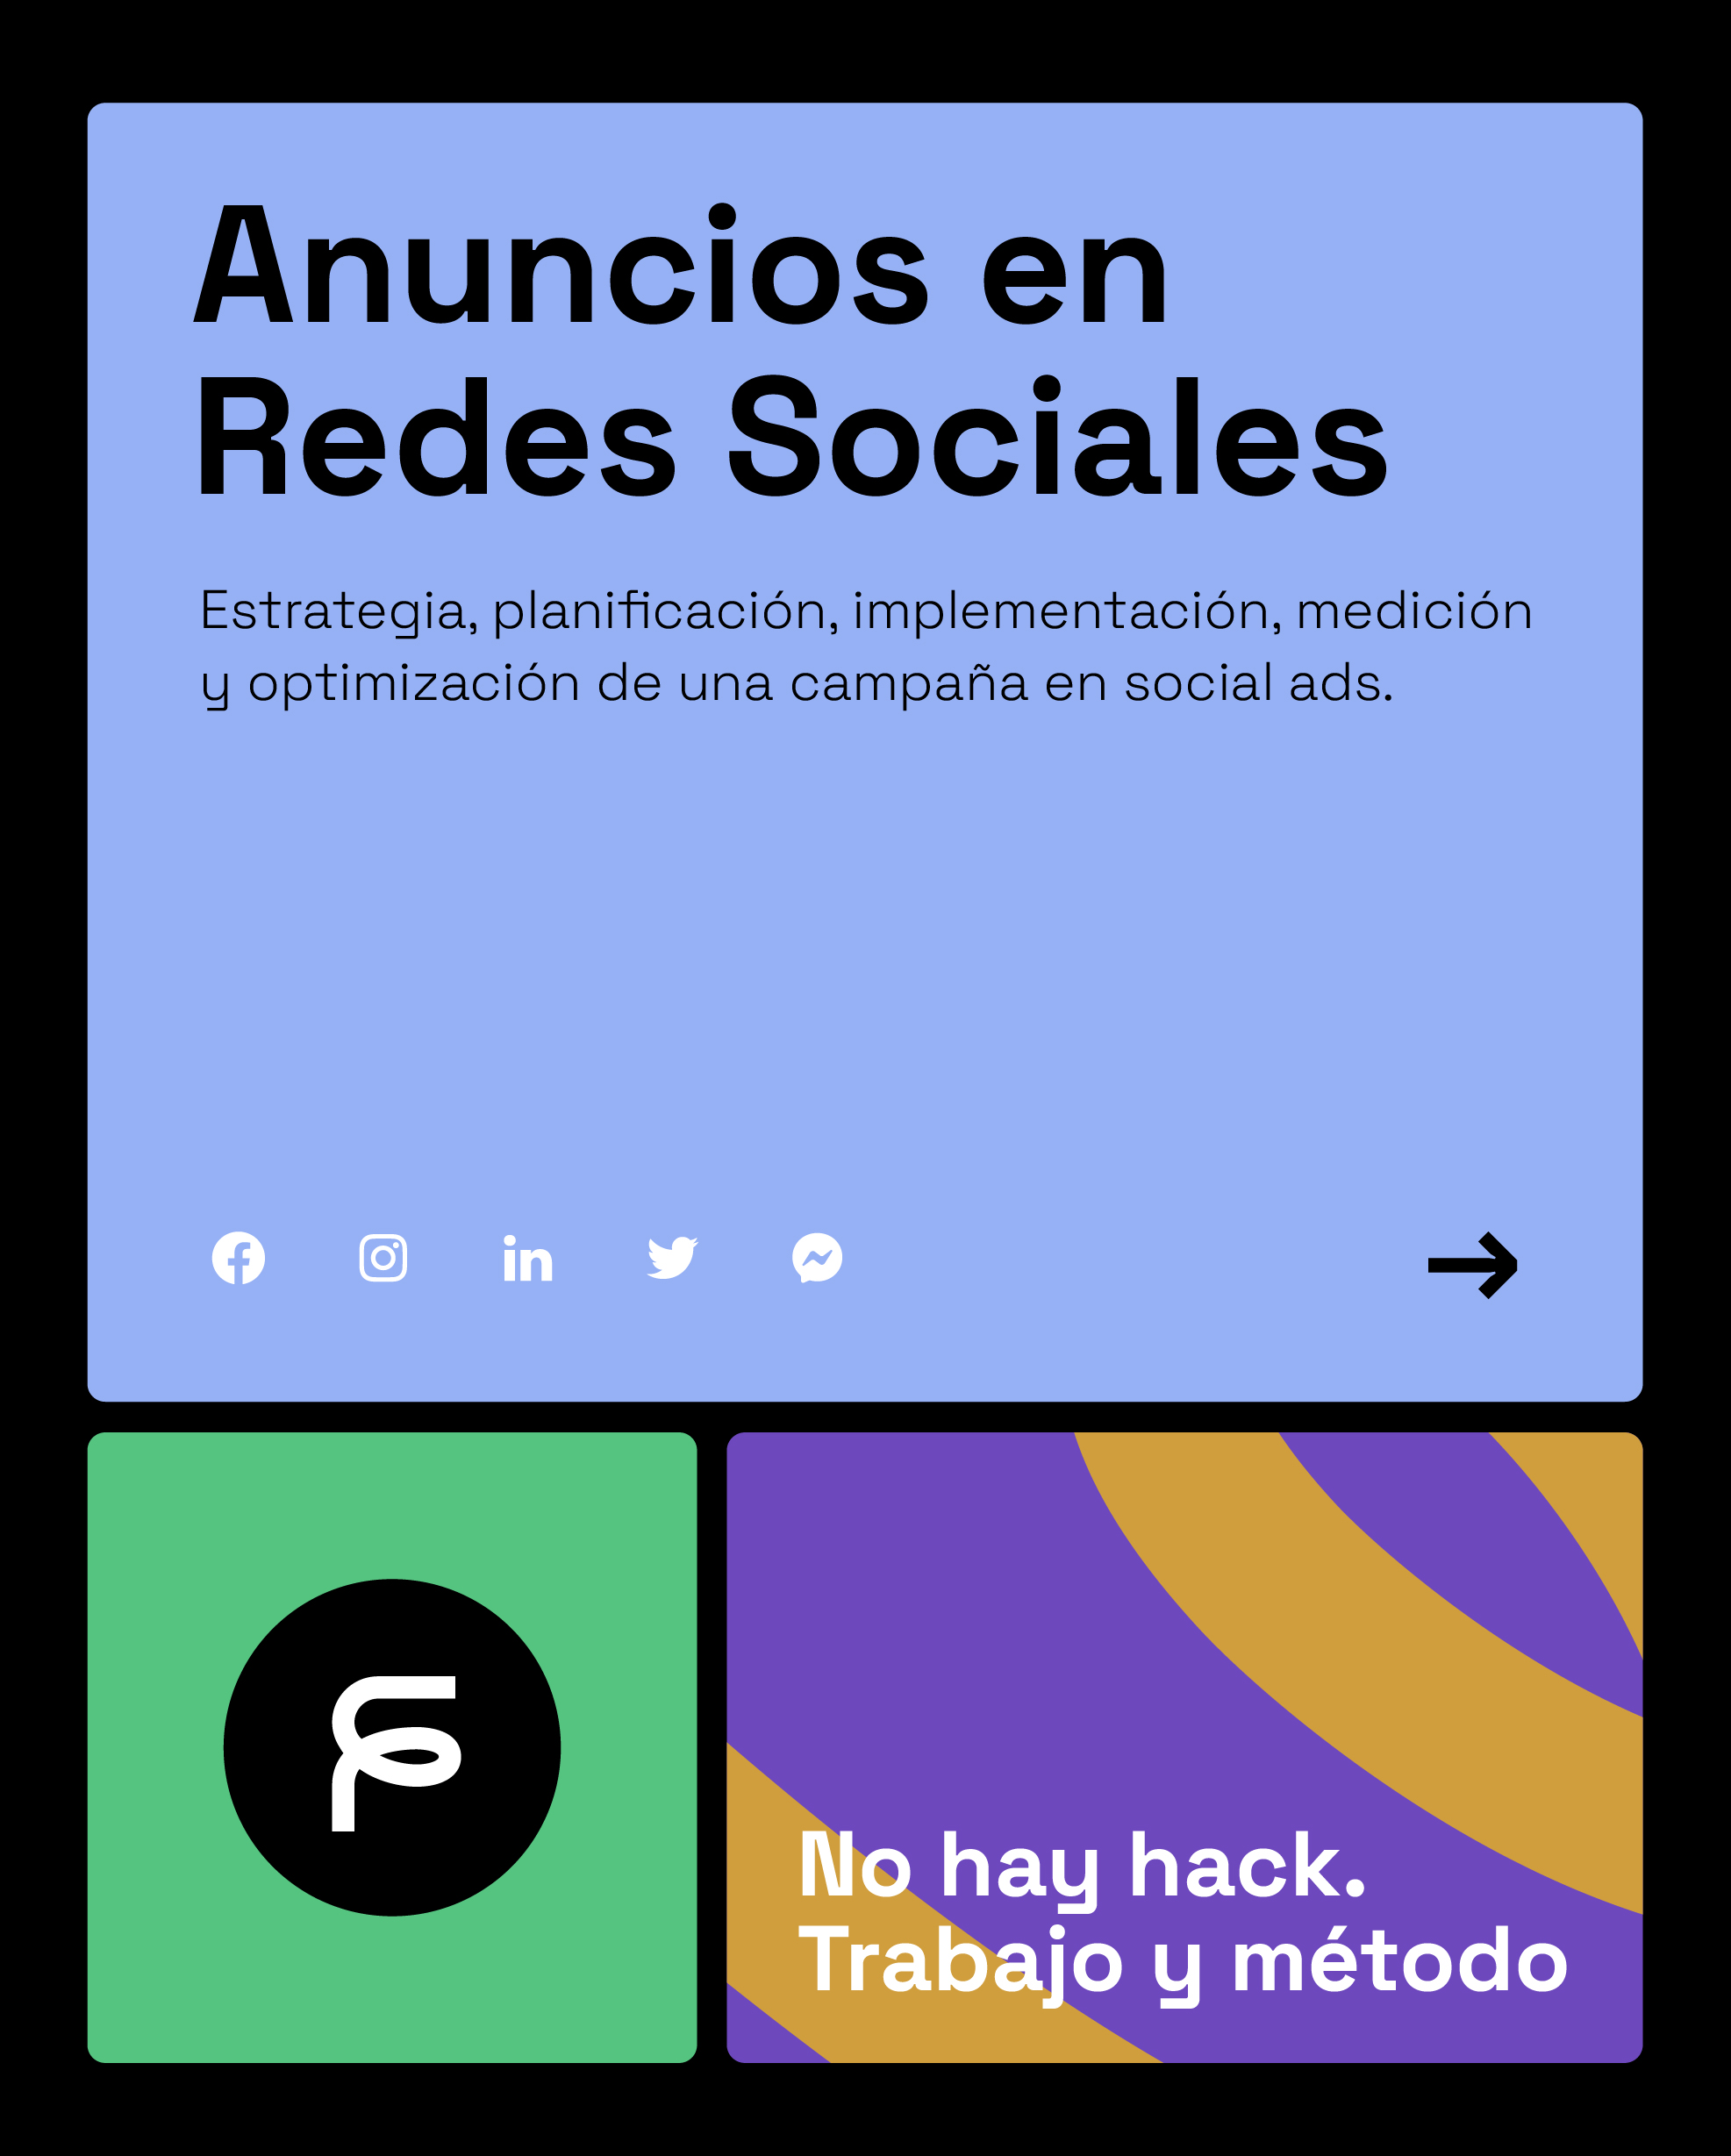 Anuncios en
Redes Sociales
Estrategia, planificación, implementación, medición
y optimización de una campaña en social ads.
No hay hack.
Trabajo y método